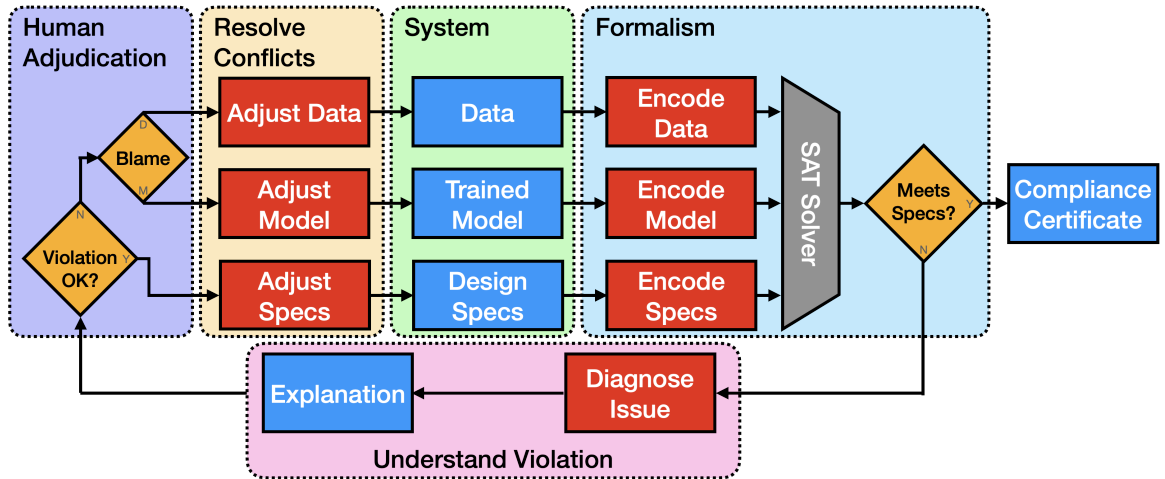 Human
Adjudication
Resolve
Conflicts
System
Formalism
Adjust Data
Data
Encode
Data
D
Blame
M
Adjust
Model
Trained
Model
Encode
Model
SAT Solver
Meets
Specs?
Y
N
Compliance
Certificate
N
Violation
OK?
Y
Adjust
Specs
Design
Specs
Encode
Specs
Explanation
Diagnose
Issue
Understand Violation